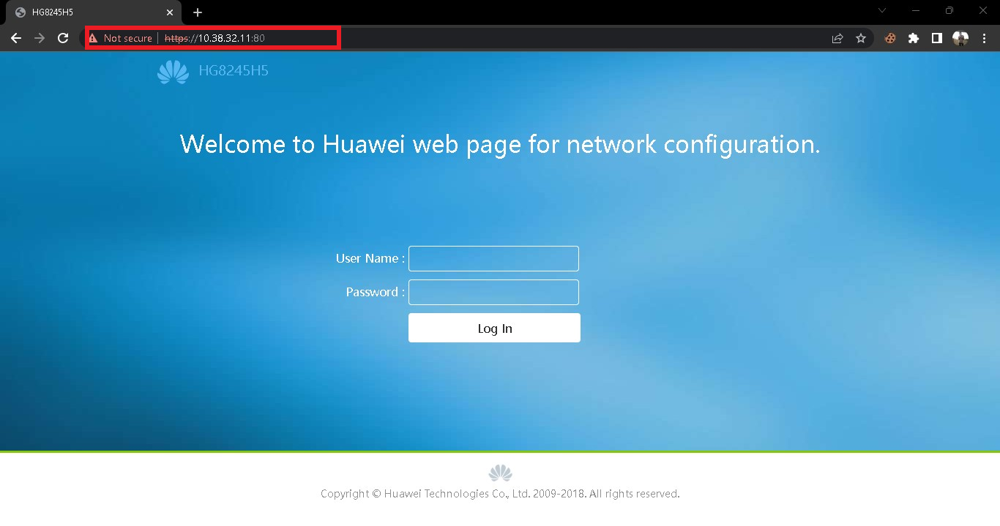 HG8245H5
Not secure | https://10.38.32.11:80
HG8245H5
Welcome to Huawei web page for network configuration.
User Name :
Password :
Log In
Copyright © Huawei Technologies Co., Ltd. 2009-2018. All rights reserved.